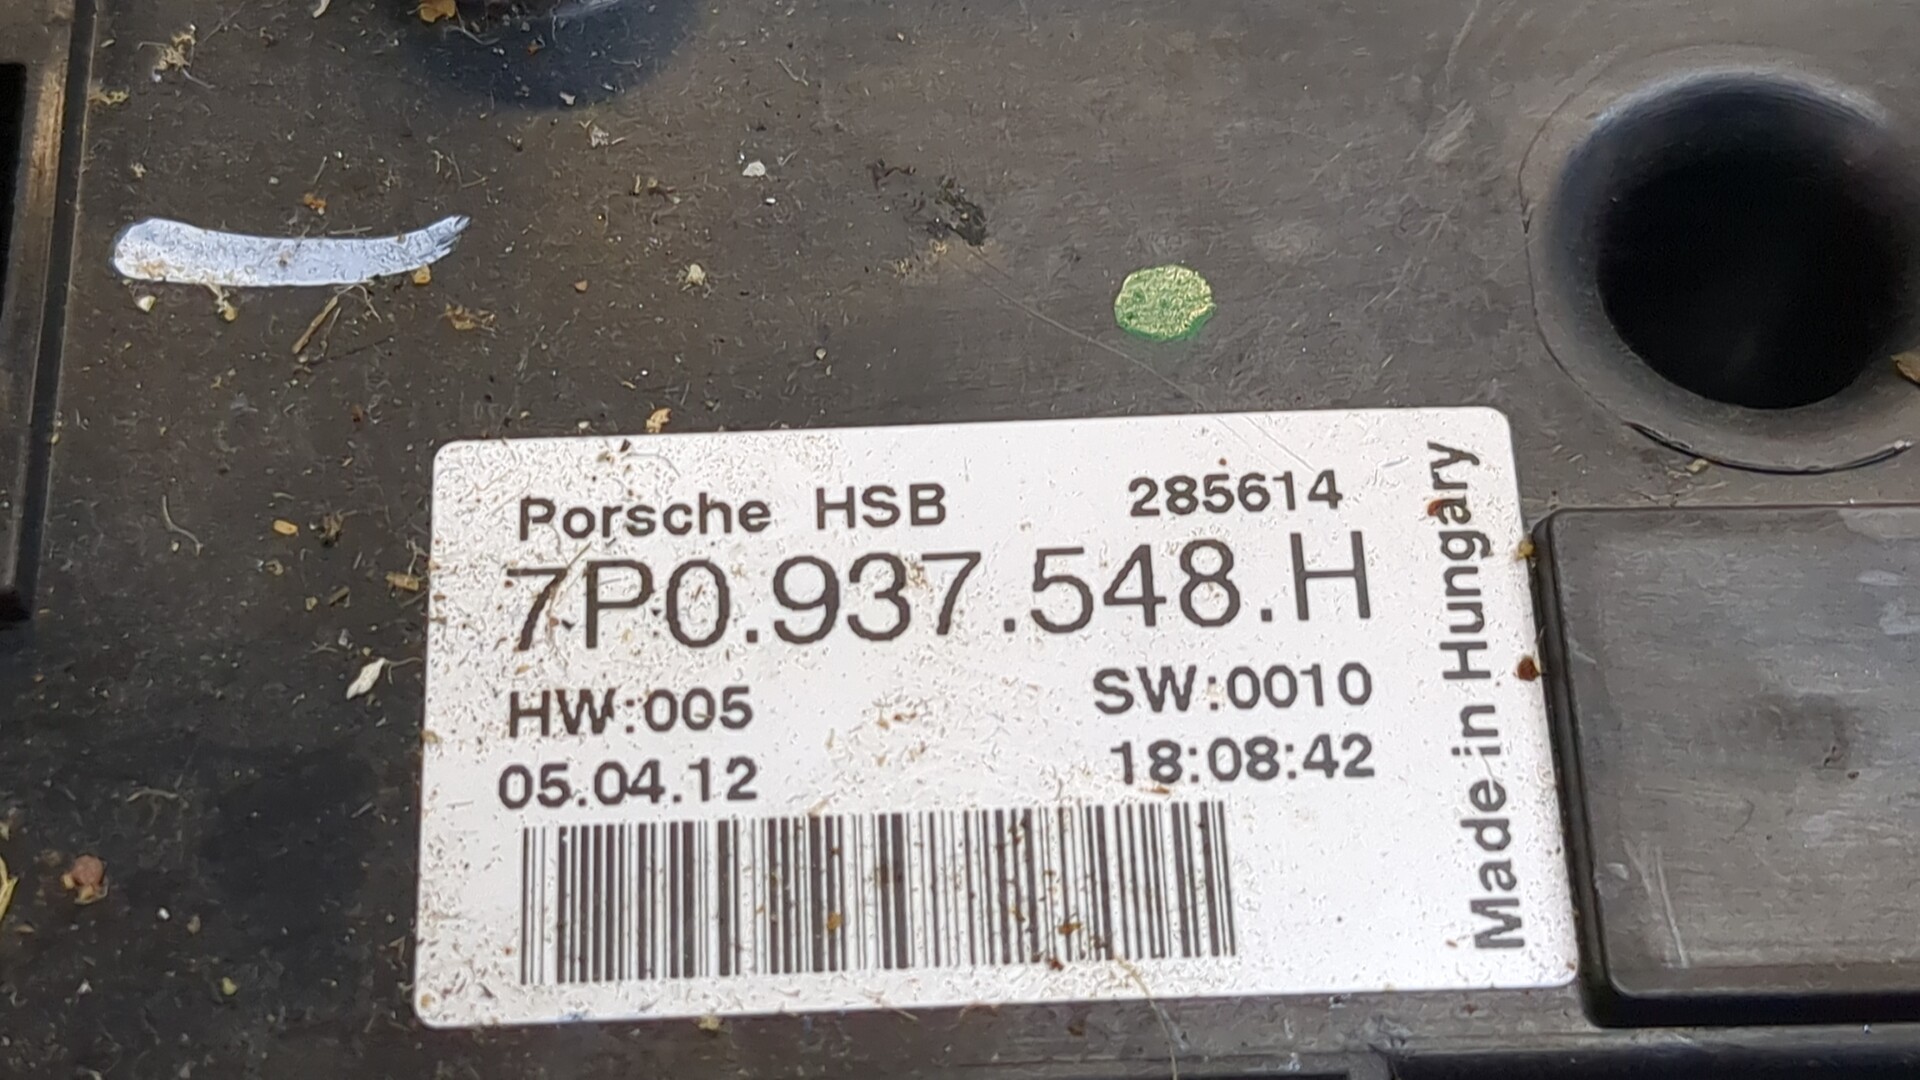 Porsche HSB 285614
7P0.937.548.H
HW:005 SW:0010
05.04.12 18:08:42
Made in Hungary